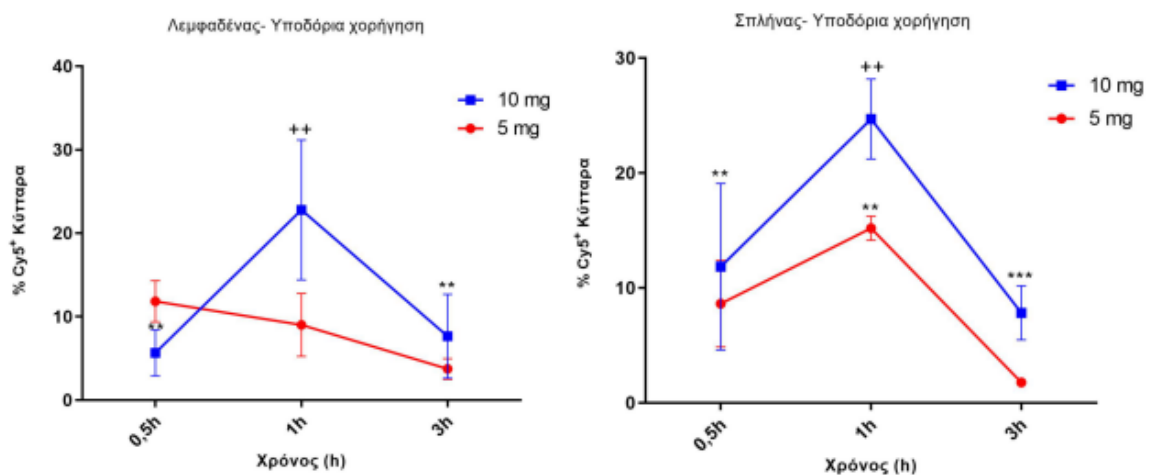 Λεμφαδένας- Υποδόρια χορήγηση
40
30
20
10
0
% Cy5⁺ Κύτταρα
10 mg
5 mg
++
**
**
0,5h
1h
3h
Χρόνος (h)
Σπλήνας- Υποδόρια χορήγηση
30
20
10
0
% Cy5⁺ Κύτταρα
10 mg
5 mg
++
**
**
***
0,5h
1h
3h
Χρόνος (h)